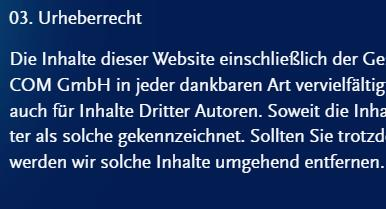 03. Urheberrecht
Die Inhalte dieser Website einschließlich der Ge
COM GmbH in jeder dankbaren Art vervielfältig
auch für Inhalte Dritter Autoren. Soweit die Inha
ter als solche gekennzeichnet. Sollten Sie trotzd
werden wir solche Inhalte umgehend entfernen.